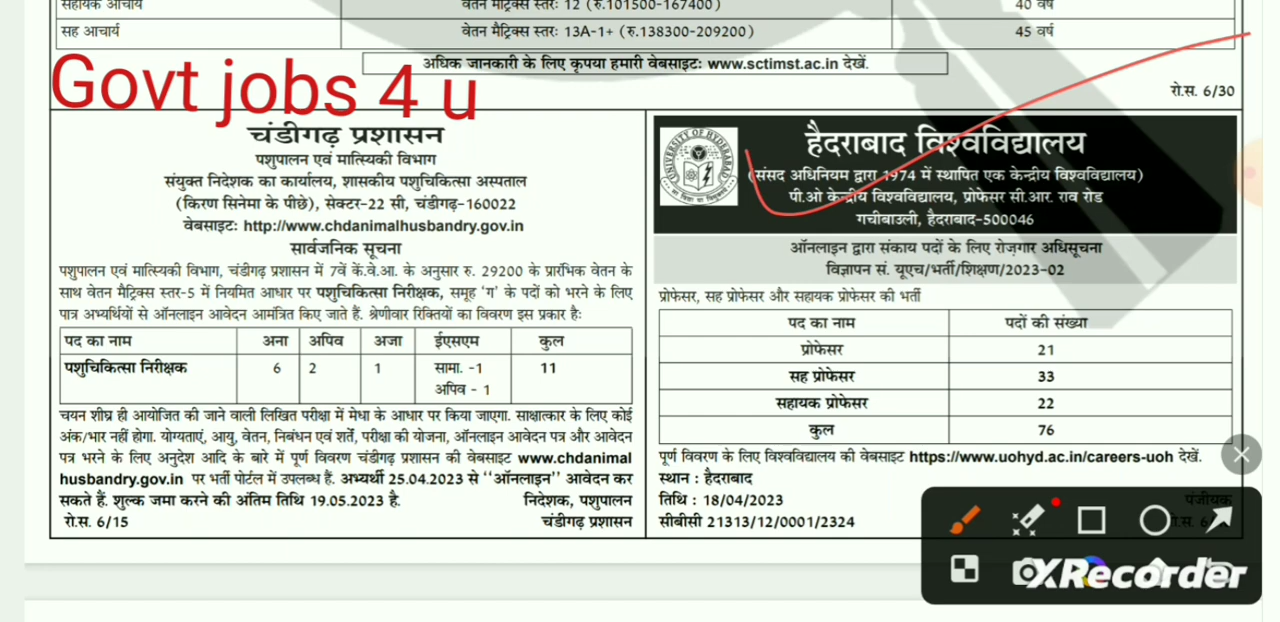 सहायक आचार्य वेतन मैट्रिक्स स्तरः 12 (रु.101500-167400) 40 वर्ष
सह आचार्य वेतन मैट्रिक्स स्तरः 13A-1+ (रु.138300-209200) 45 वर्ष
अधिक जानकारी के लिए कृपया हमारी वेबसाइटः www.sctimst.ac.in देखें.
रो.स. 6/30
Govt jobs 4 u
चंडीगढ़ प्रशासन
पशुपालन एवं मात्स्यिकी विभाग
संयुक्त निदेशक का कार्यालय, शासकीय पशुचिकित्सा अस्पताल
(किरण सिनेमा के पीछे), सेक्टर-22 सी, चंडीगढ़-160022
वेबसाइटः http://www.chdanimalhusbandry.gov.in
सार्वजनिक सूचना
पशुपालन एवं मात्स्यिकी विभाग, चंडीगढ़ प्रशासन में 7वें कें.वे.आ. के अनुसार रु. 29200 के प्रारंभिक वेतन के
साथ वेतन मैट्रिक्स स्तर-5 में नियमित आधार पर पशुचिकित्सा निरीक्षक, समूह ‘ग’ के पदों को भरने के लिए
पात्र अभ्यर्थियों से ऑनलाइन आवेदन आमंत्रित किए जाते हैं. श्रेणीवार रिक्तियों का विवरण इस प्रकार हैः
पद का नाम अना अपिव अजा ईएसएम कुल
पशुचिकित्सा निरीक्षक 6 2 1 सामा. -1 11
अपिव - 1
चयन शीघ्र ही आयोजित की जाने वाली लिखित परीक्षा में मेधा के आधार पर किया जाएगा. साक्षात्कार के लिए कोई
अंक/भार नहीं होगा. योग्यताएं, आयु, वेतन, निबंधन एवं शर्तें, परीक्षा की योजना, ऑनलाइन आवेदन पत्र और आवेदन
पत्र भरने के लिए अनुदेश आदि के बारे में पूर्ण विवरण चंडीगढ़ प्रशासन की वेबसाइट www.chdanimal
husbandry.gov.in पर भर्ती पोर्टल में उपलब्ध हैं. अभ्यर्थी 25.04.2023 से ‘‘ऑनलाइन’’ आवेदन कर
सकते हैं. शुल्क जमा करने की अंतिम तिथि 19.05.2023 है. निदेशक, पशुपालन
रो.स. 6/15 चंडीगढ़ प्रशासन
UNIVERSITY OF HYDERABAD
हैदराबाद विश्वविद्यालय
(संसद अधिनियम द्वारा 1974 में स्थापित एक केन्द्रीय विश्वविद्यालय)
पी.ओ केन्द्रीय विश्वविद्यालय, प्रोफेसर सी.आर. राव रोड
गचीबाउली, हैदराबाद-500046
ऑनलाइन द्वारा संकाय पदों के लिए रोज़गार अधिसूचना
विज्ञापन सं. यूएच/भर्ती/शिक्षण/2023-02
प्रोफेसर, सह प्रोफेसर और सहायक प्रोफेसर की भर्ती
पद का नाम पदों की संख्या
प्रोफेसर 21
सह प्रोफेसर 33
सहायक प्रोफेसर 22
कुल 76
पूर्ण विवरण के लिए विश्वविद्यालय की वेबसाइट https://www.uohyd.ac.in/careers-uoh देखें.
स्थान : हैदराबाद
तिथि : 18/04/2023 पंजीयक
सीबीसी 21313/12/0001/2324
XRecorder